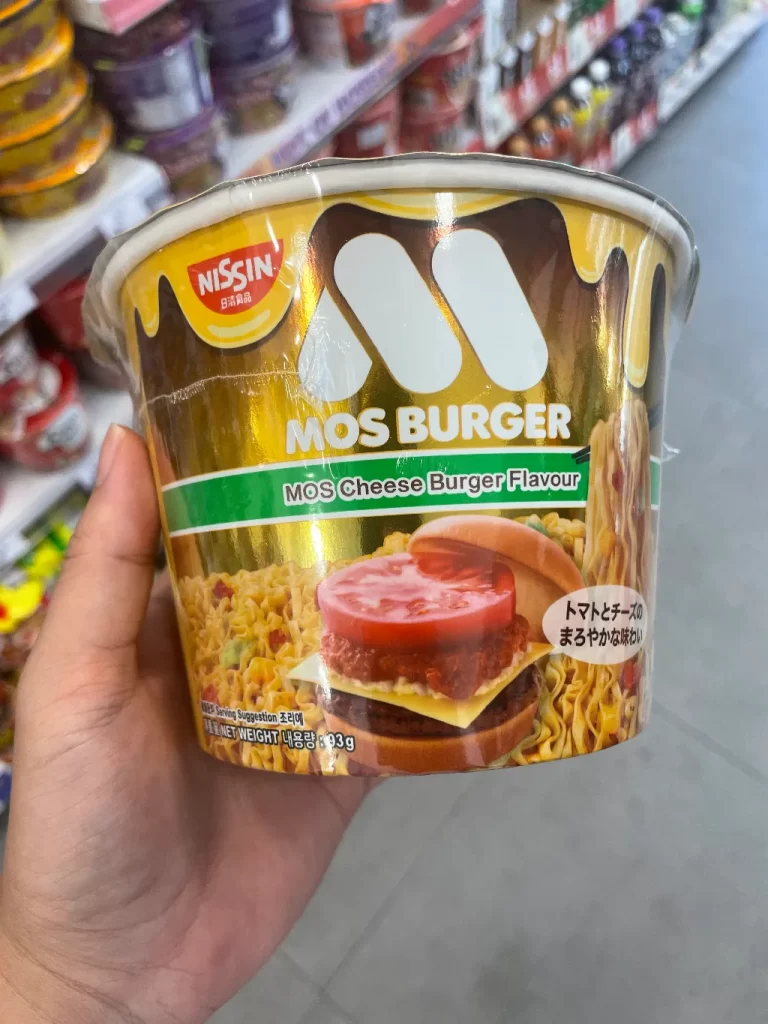 NISSIN
日清食品
MOS BURGER
MOS Cheese Burger Flavour
トマトとチーズの
まろやかな味わい
Serving Suggestion 조리예
NET WEIGHT 내용량 : 93g